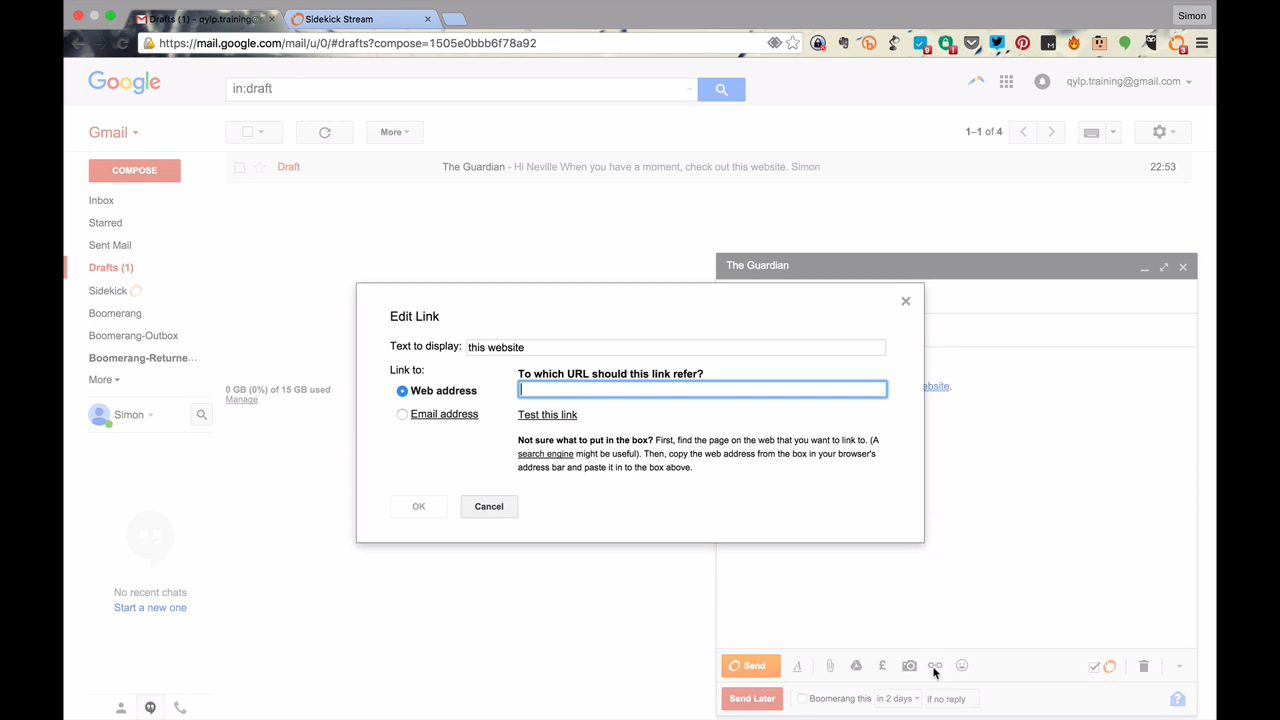 Drafts (1) - qylp.training@
Sidekick Stream
Simon
https://mail.google.com/mail/u/0/#drafts?compose=1505e0bbb6f78a92
9
1
3
Google
in:draft
qylp.training@gmail.com
Gmail
More
1–1 of 4
COMPOSE
Draft
The Guardian - Hi Neville When you have a moment, check out this website. Simon
22:53
Inbox
Starred
Sent Mail
Drafts (1)
Sidekick
Boomerang
Boomerang-Outbox
Boomerang-Returne...
More
0 GB (0%) of 15 GB used
Manage
Simon
No recent chats
Start a new one
The Guardian
ebsite.
Edit Link
Text to display: this website
Link to:
To which URL should this link refer?
Web address
Email address
Test this link
Not sure what to put in the box? First, find the page on the web that you want to link to. (A
search engine might be useful). Then, copy the web address from the box in your browser's
address bar and paste it in to the box above.
OK
Cancel
Send
Send Later
Boomerang this
in 2 days
if no reply